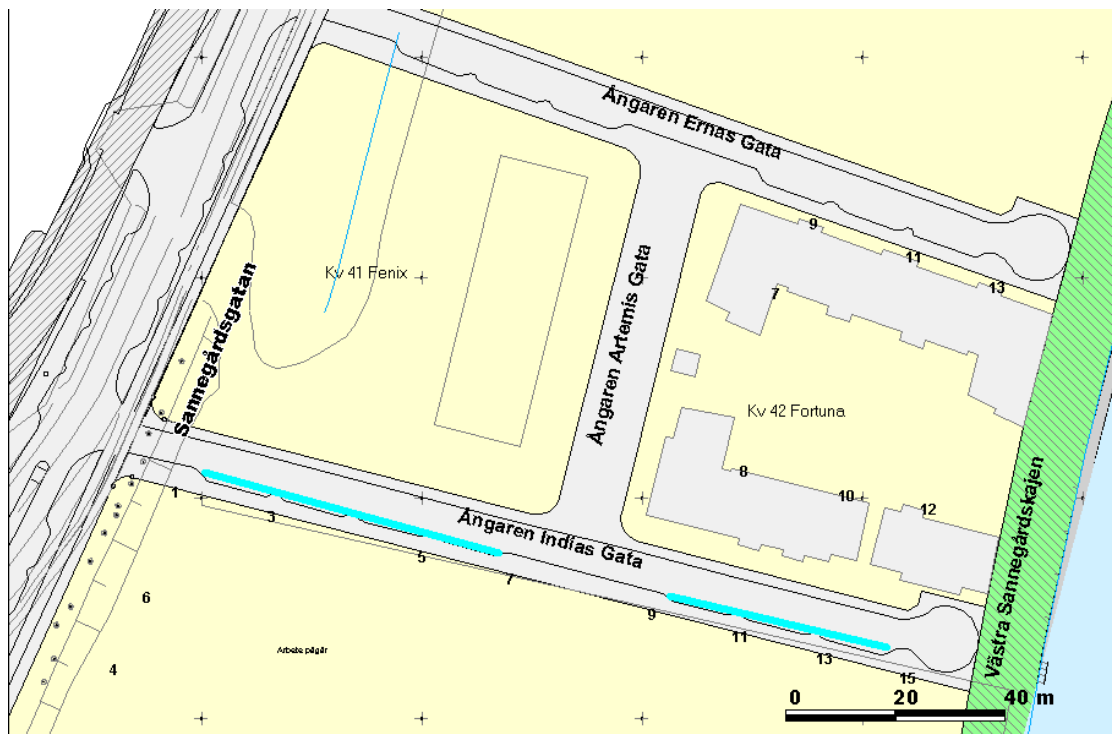 Ångaren Ernas Gata
9
11
13
7
Kv 41 Fenix
Sannegårdsgatan
Ångaren Artemis Gata
Kv 42 Fortuna
8
10
12
Ångaren Indias Gata
1
3
5
7
9
11
13
15
6
4
Arbete pågår
Västra Sannegårdskajen
0 20 40 m